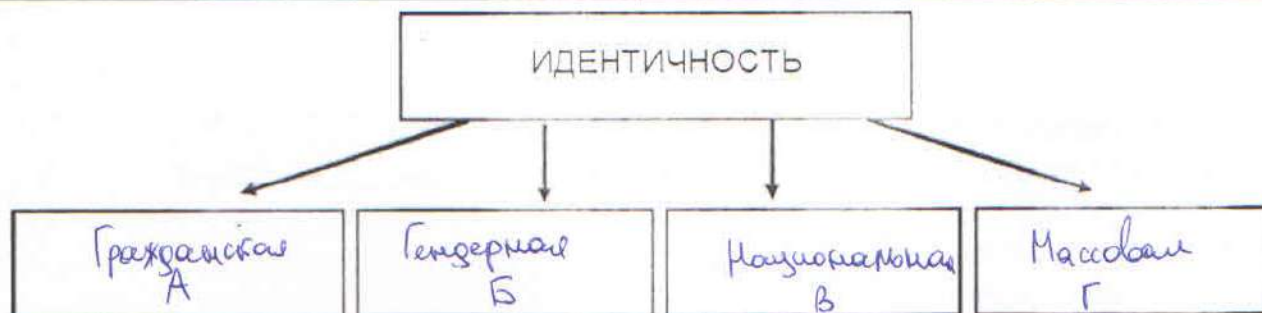 ИДЕНТИЧНОСТЬ
Гражданская
А
Гендерная
Б
Национальная
В
Массовая
Г